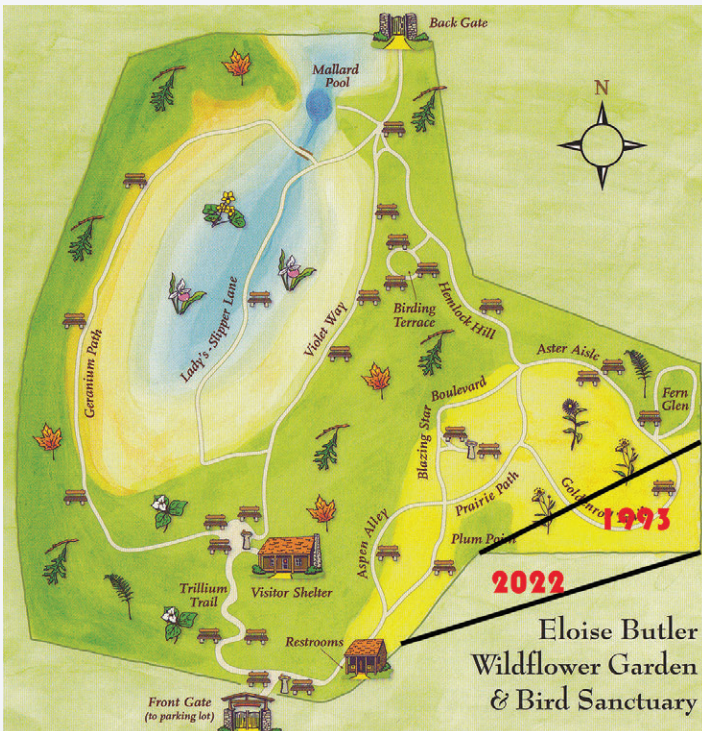 Back Gate
Mallard
Pool
N
Lady's-Slipper Lane
Violet Way
Birding
Terrace
Hemlock Hill
Geranium Path
Aster Aisle
Fern
Glen
Blazing Star
Boulevard
Prairie Path
1993
Aspen Alley
Plum
2022
Trillium
Trail
Visitor Shelter
Restrooms
Front Gate
(to parking lot)
Eloise Butler
Wildflower Garden
& Bird Sanctuary